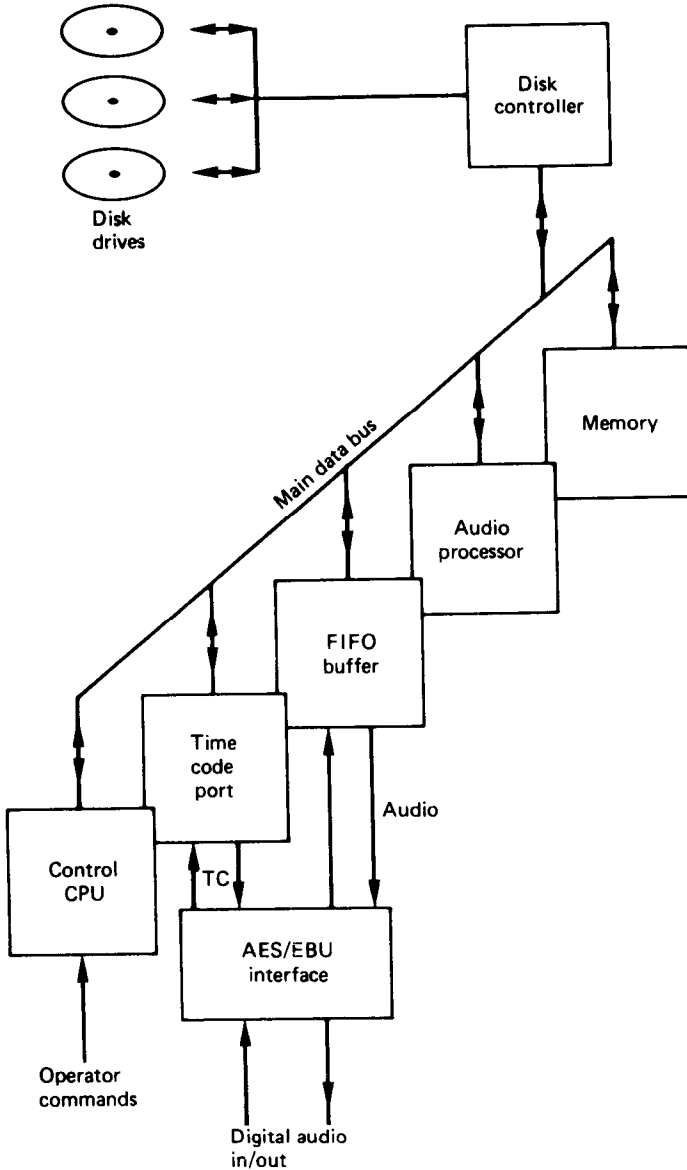 Disk
controller
Disk
drives
Memory
Main data bus
Audio
processor
FIFO
buffer
Time
code
port
Audio
Control
CPU
TC
AES/EBU
interface
Operator
commands
Digital audio
in/out